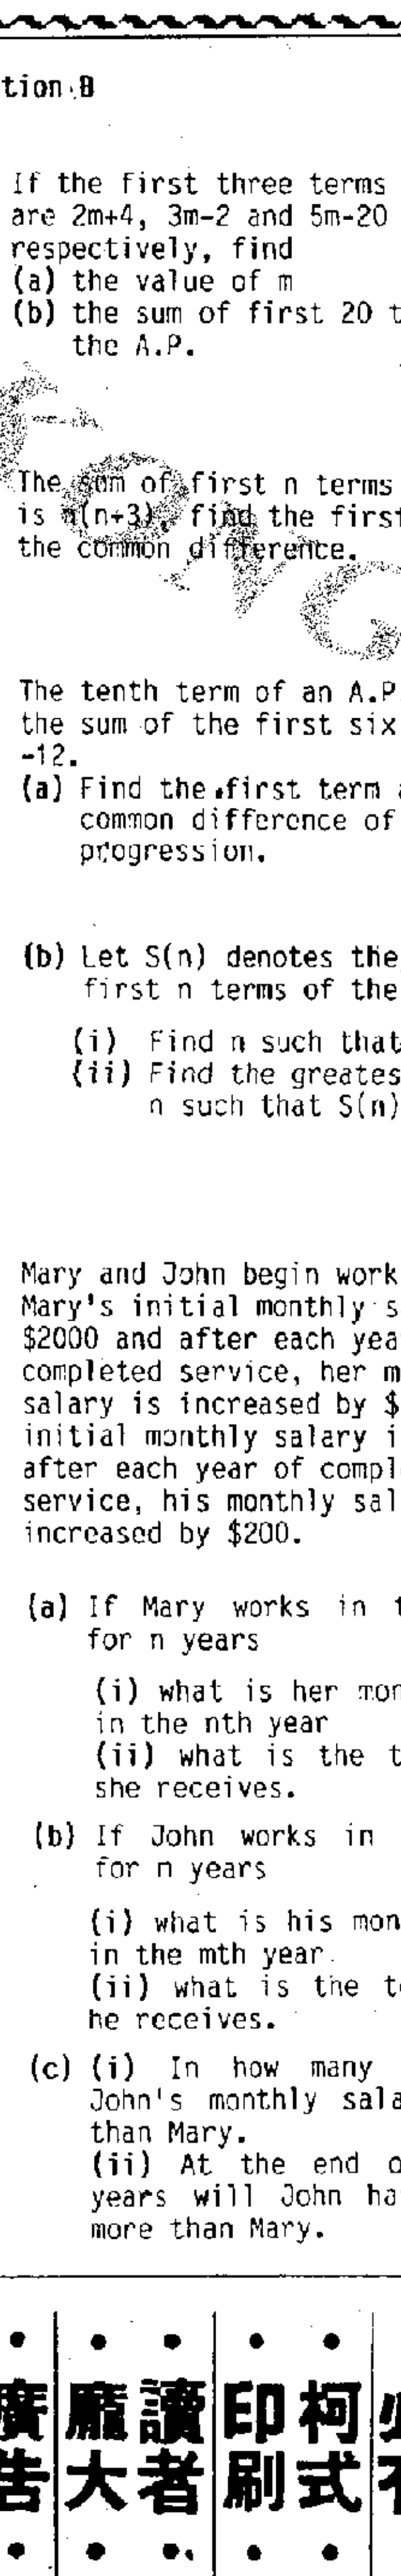 tion B
If the first three terms
are 2m+4, 3m-2 and 5m-20
respectively, find
(a) the value of m
(b) the sum of first 20 t
the A.P.
The sum of first n terms
is n(n+3), find the first
the common difference.
The tenth term of an A.P.
the sum of the first six
-12.
(a) Find the first term a
common difference of
progression.
(b) Let S(n) denotes the
first n terms of the
(i) Find n such that
(ii) Find the greates
n such that S(n)
Mary and John begin work
Mary's initial monthly s
$2000 and after each yea
completed service, her m
salary is increased by $
initial monthly salary i
after each year of compl
service, his monthly sal
increased by $200.
(a) If Mary works in t
for n years
(i) what is her mon
in the nth year
(ii) what is the t
she receives.
(b) If John works in
for n years
(i) what is his mon
in the mth year.
(ii) what is the to
he receives.
(c) (i) In how many
John's monthly sala
than Mary.
(ii) At the end o
years will John ha
more than Mary.
廣告
龐大
讀者
印刷
柯式